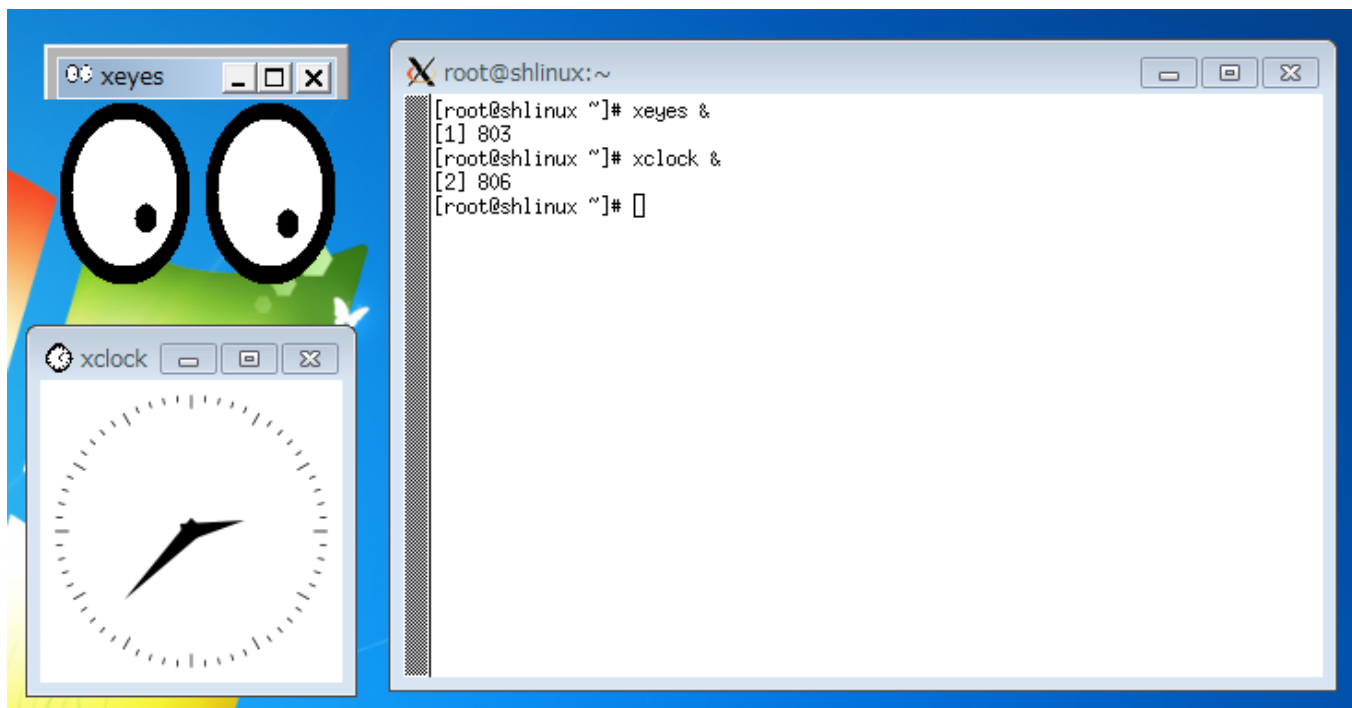 xeyes
root@shlinux:~
[root@shlinux ~]# xeyes &
[1] 803
[root@shlinux ~]# xclock &
[2] 806
[root@shlinux ~]#
xclock